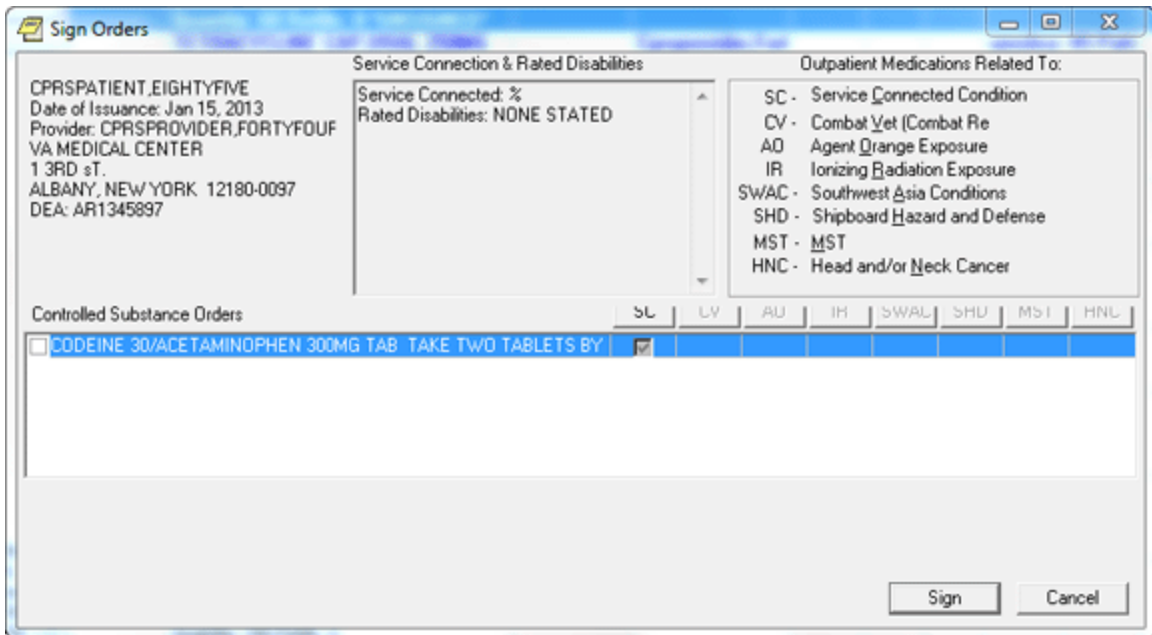 Sign Orders
CPRSPATIENT,EIGHTYFIVE
Date of Issuance: Jan 15, 2013
Provider: CPRSPROVIDER,FORTYFOUF
VA MEDICAL CENTER
1 3RD sT.
ALBANY, NEW YORK 12180-0097
DEA: AR1345897
Service Connection & Rated Disabilities
Service Connected: %
Rated Disabilities: NONE STATED
Outpatient Medications Related To:
SC - Service Connected Condition
CV - Combat Vet (Combat Re
AO Agent Orange Exposure
IR Ionizing Radiation Exposure
SWAC - Southwest Asia Conditions
SHD - Shipboard Hazard and Defense
MST - MST
HNC - Head and/or Neck Cancer
Controlled Substance Orders SC CV AO IR SWAC SHD MST HNC
CODEINE 30/ACETAMINOPHEN 300MG TAB TAKE TWO TABLETS BY
Sign Cancel